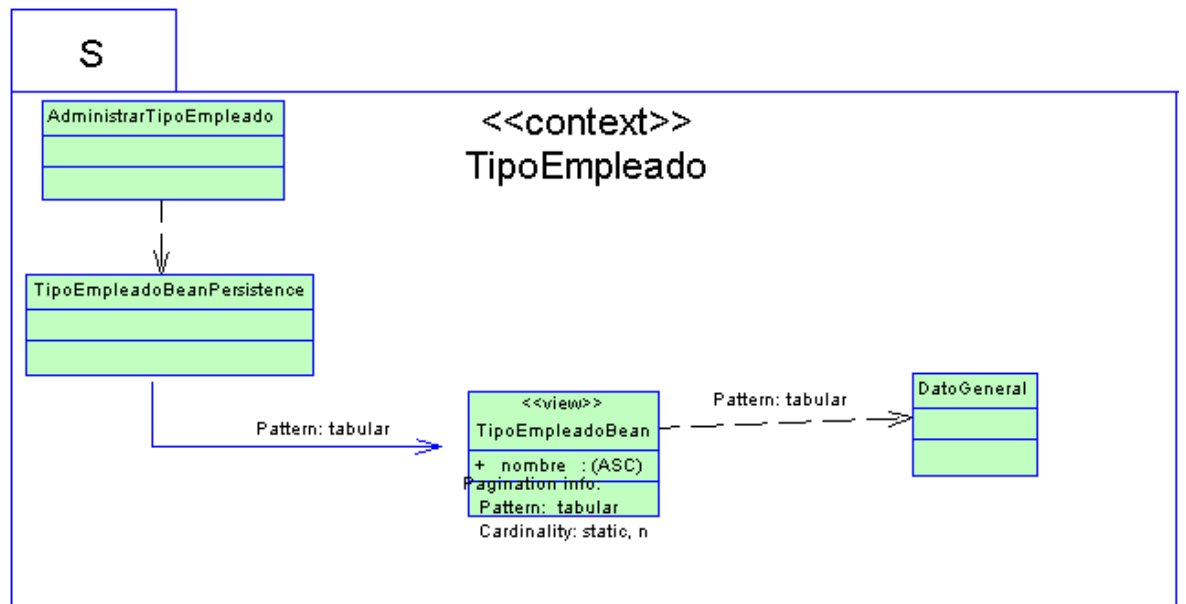 S
AdministrarTipoEmpleado
<<context>>
TipoEmpleado
TipoEmpleadoBeanPersistence
Pattern: tabular
<<view>>
TipoEmpleadoBean
+ nombre :(ASC)
Pagination info:
Pattern: tabular
Cardinality: static, n
Pattern: tabular
DatoGeneral